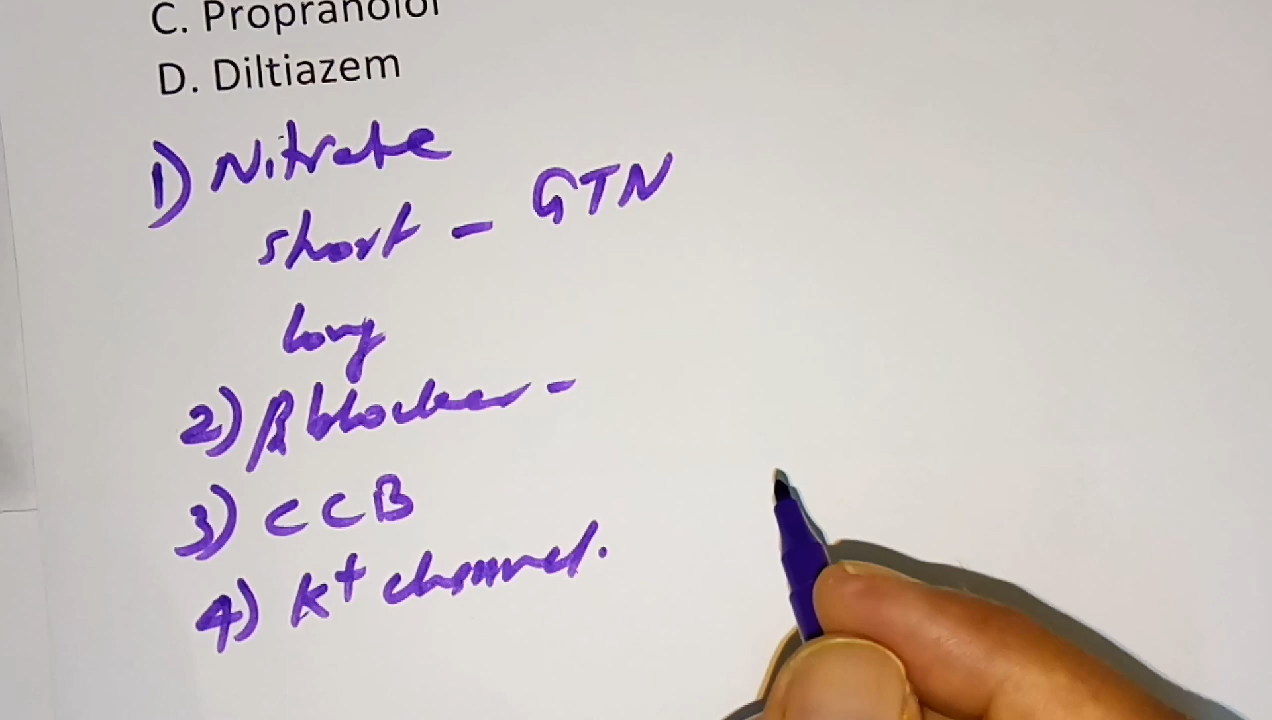 C. Propranolol
D. Diltiazem
1) Nitrate
short - GTN
long
2) β blocker -
3) CCB
4) K+ channel.